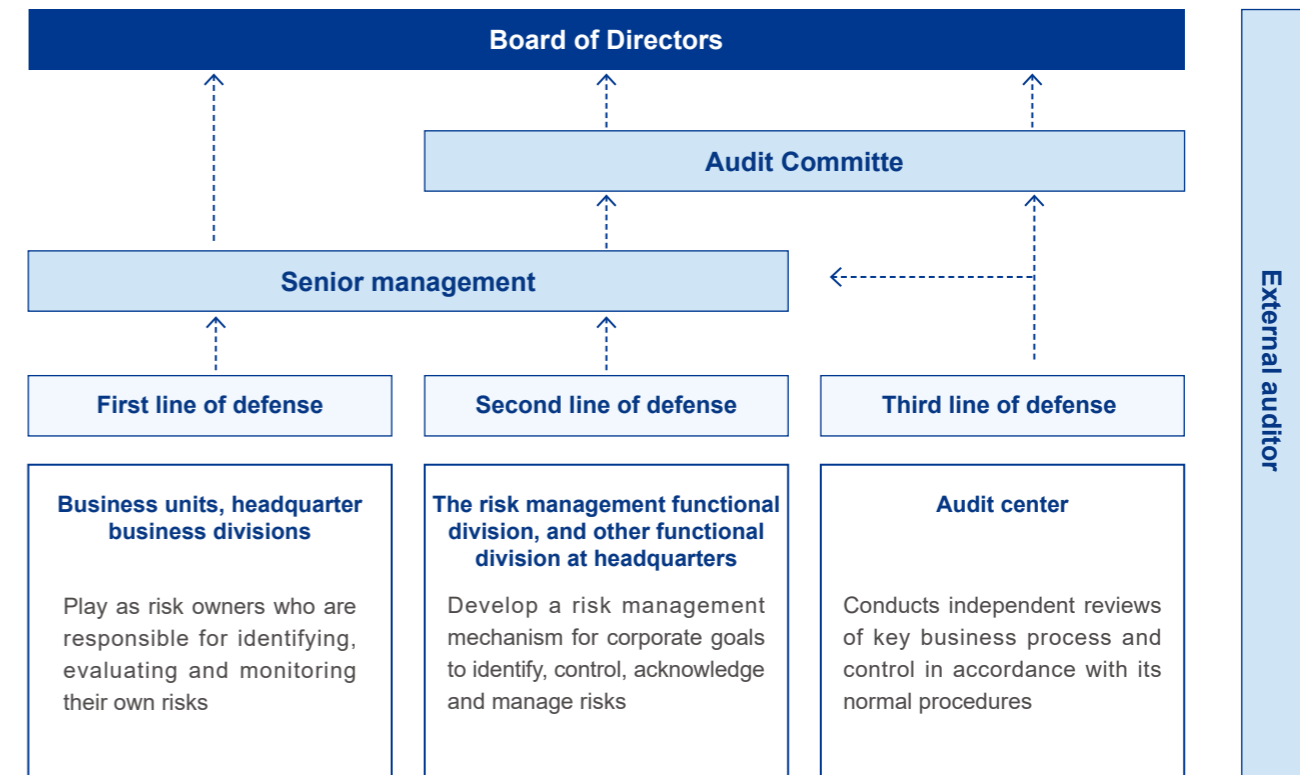 Board of Directors
Audit Committe
Senior management
First line of defense
Second line of defense
Third line of defense
Business units, headquarter
business divisions
Play as risk owners who are
responsible for identifying,
evaluating and monitoring
their own risks
The risk management functional
division, and other functional
division at headquarters
Develop a risk management
mechanism for corporate goals
to identify, control, acknowledge
and manage risks
Audit center
Conducts independent reviews
of key business process and
control in accordance with its
normal procedures
External auditor